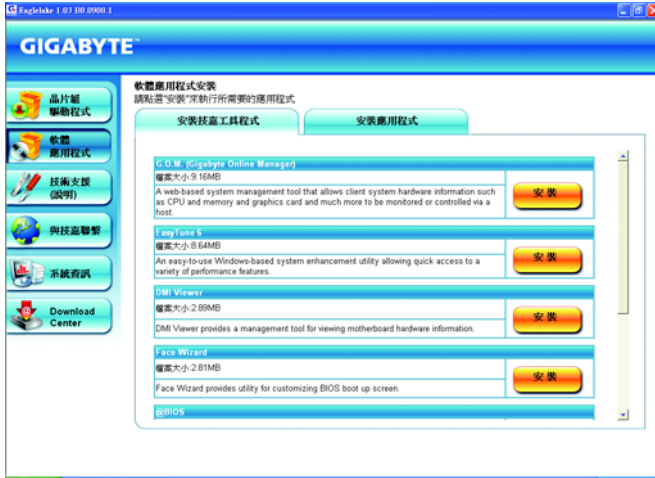 Eaglelake 1.03 B8.0908.1
GIGABYTE™
晶片組
驅動程式
軟體
應用程式
技術支援
(說明)
與技嘉聯繫
系統資訊
Download
Center
軟體應用程式安裝
請點選"安裝"來執行所需要的應用程式
安裝技嘉工具程式
安裝應用程式
G.O.M. (Gigabyte Online Manager)
檔案大小:9.16MB
A web-based system management tool that allows client system hardware information such
as CPU and memory and graphics card and much more to be monitored or controlled via a
host.
安裝
EasyTune 6
檔案大小:8.64MB
An easy-to-use Windows-based system enhancement utility allowing quick access to a
variety of performance features.
安裝
DMI Viewer
檔案大小:2.89MB
DMI Viewer provides a management tool for viewing motherboard hardware information.
安裝
Face-Wizard
檔案大小:2.81MB
Face Wizard provides utility for customizing BIOS boot up screen.
安裝
@BIOS